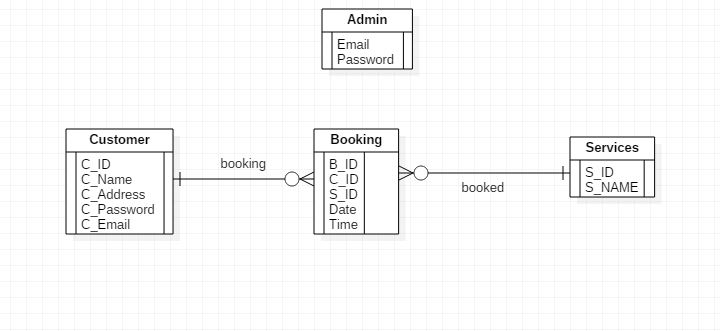 Admin
Email
Password
Customer
C_ID
C_Name
C_Address
C_Password
C_Email
booking
Booking
B_ID
C_ID
S_ID
Date
Time
booked
Services
S_ID
S_NAME